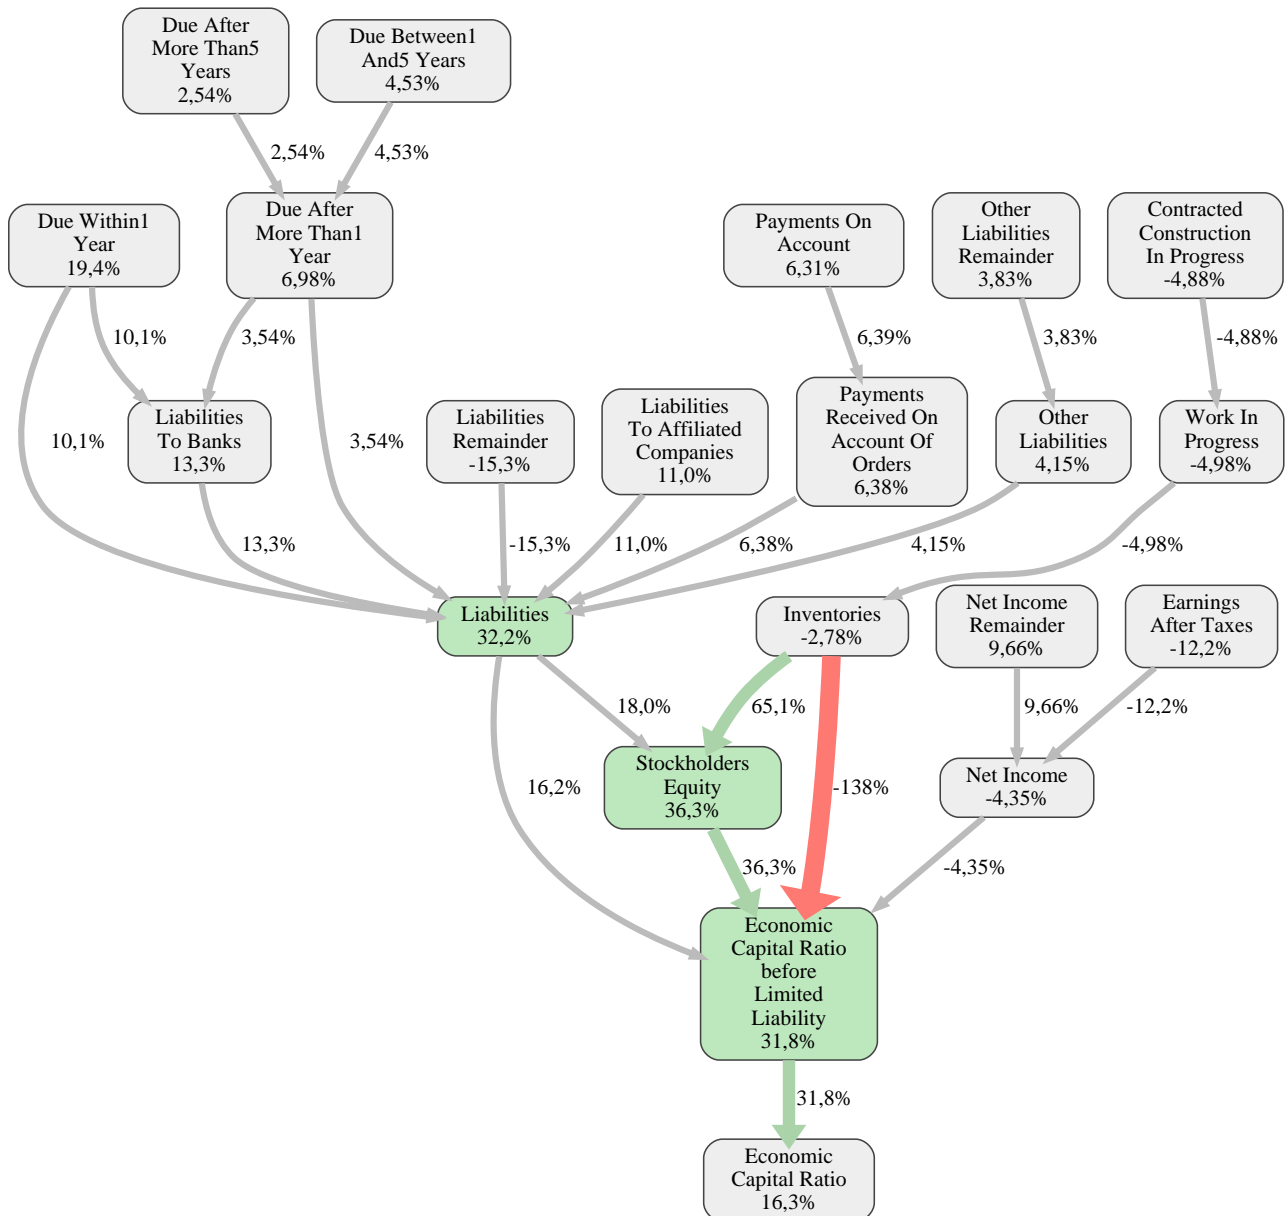 Due After
More Than5
Years
2,54%
Due Between1
And5 Years
4,53%
2,54%
4,53%
Due Within1
Year
19,4%
Due After
More Than1
Year
6,98%
Payments On
Account
6,31%
Other
Liabilities
Remainder
3,83%
Contracted
Construction
In Progress
-4,88%
10,1%
3,54%
6,39%
3,83%
-4,88%
10,1%
Liabilities
To Banks
13,3%
3,54%
Liabilities
Remainder
-15,3%
Liabilities
To Affiliated
Companies
11,0%
Payments
Received On
Account Of
Orders
6,38%
Other
Liabilities
4,15%
Work In
Progress
-4,98%
13,3%
-15,3%
11,0%
6,38%
4,15%
-4,98%
Liabilities
32,2%
Inventories
-2,78%
Net Income
Remainder
9,66%
Earnings
After Taxes
-12,2%
18,0%
65,1%
9,66%
-12,2%
16,2%
Stockholders
Equity
36,3%
-138%
Net Income
-4,35%
36,3%
-4,35%
Economic
Capital Ratio
before
Limited
Liability
31,8%
31,8%
Economic
Capital Ratio
16,3%